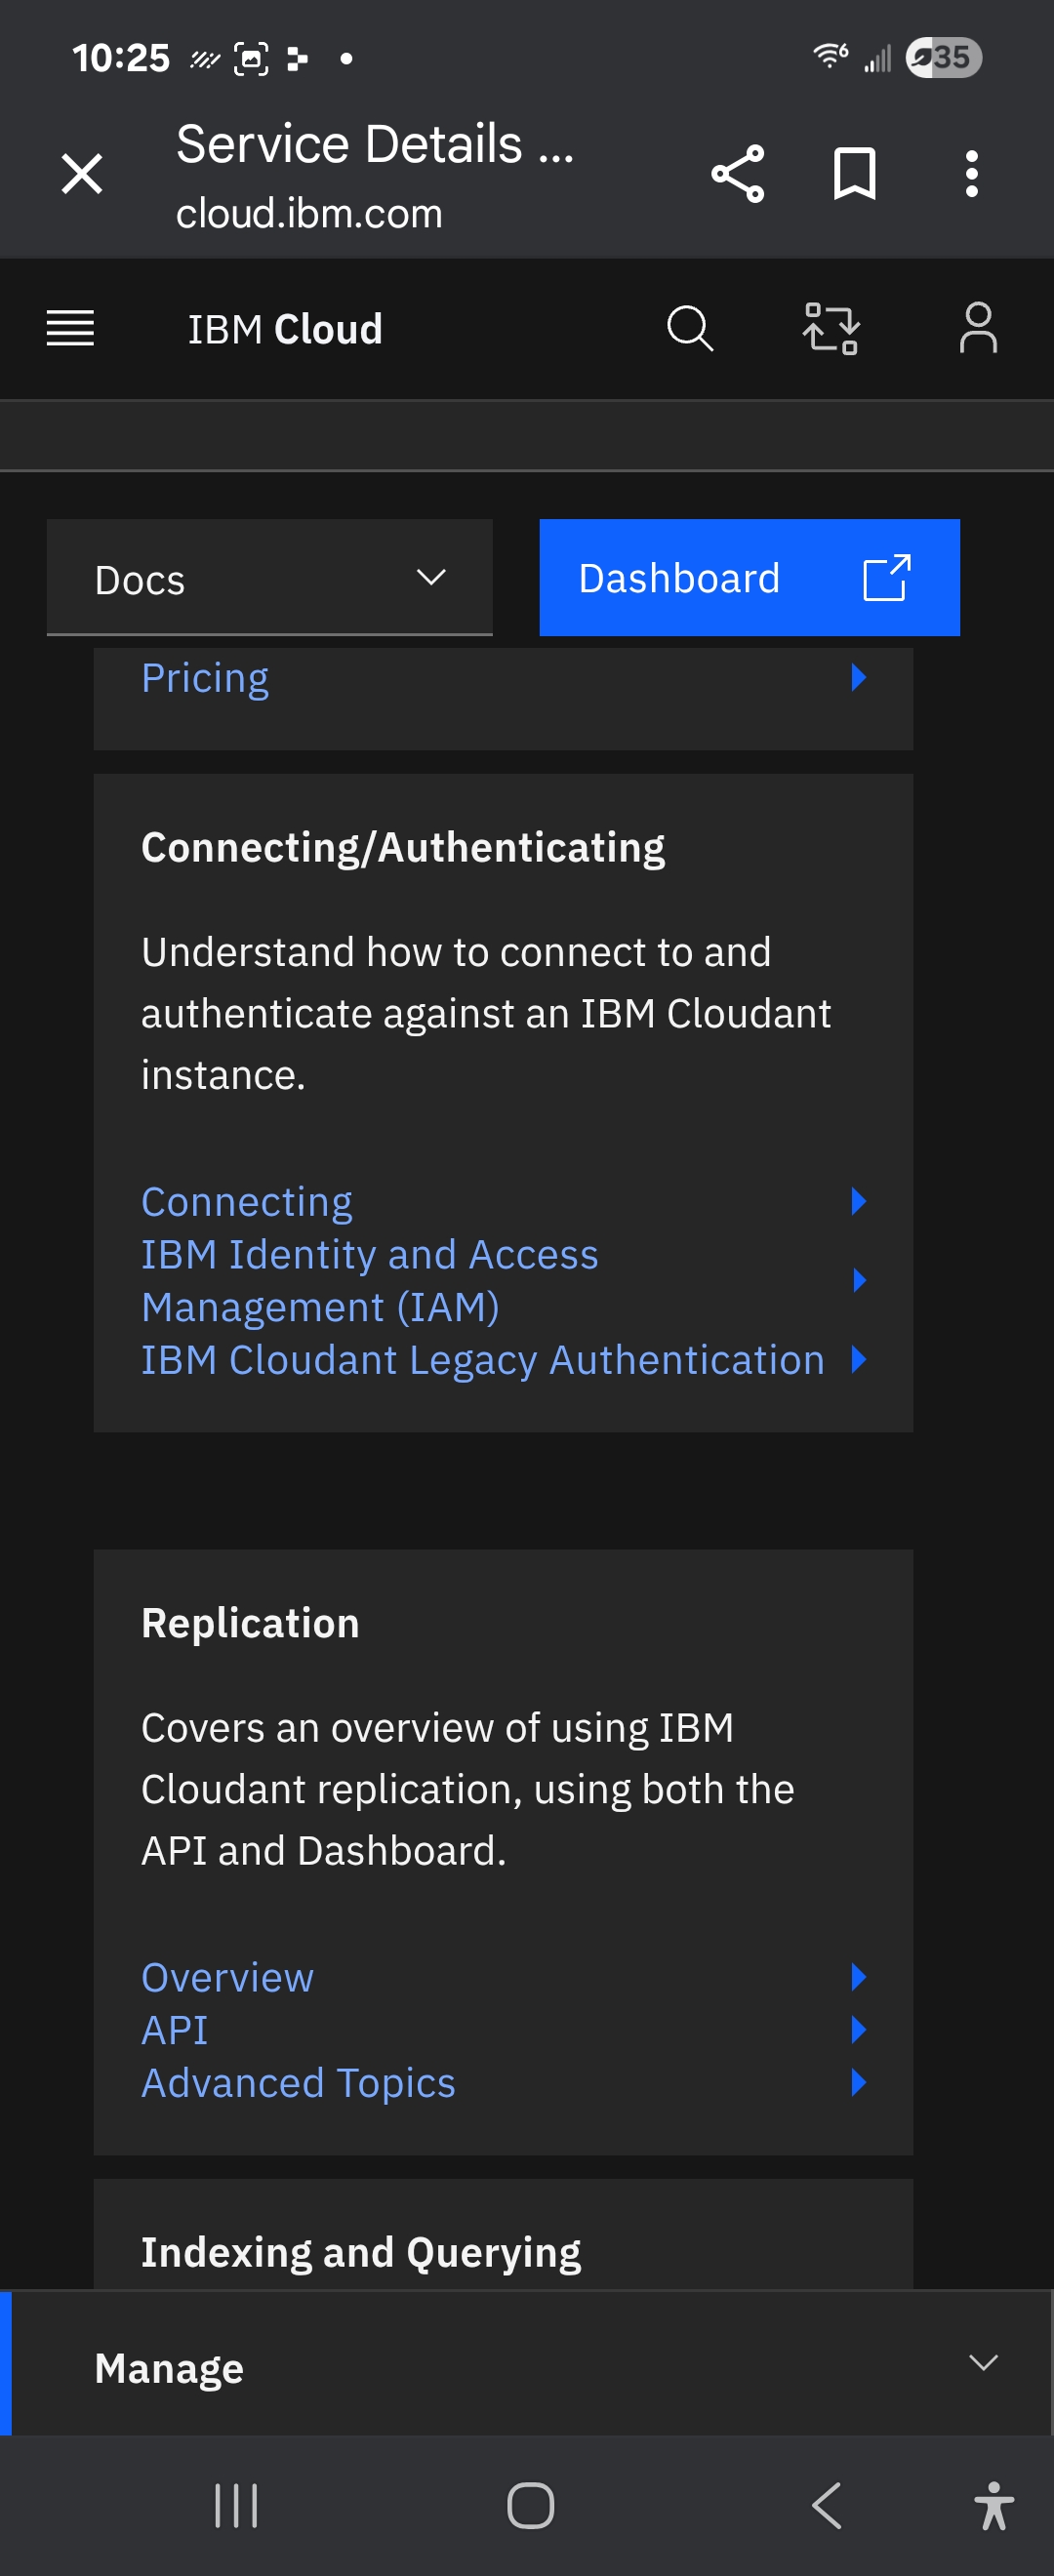 10:25
35
Service Details ...
cloud.ibm.com
IBM Cloud
Docs
Dashboard
Pricing
Connecting/Authenticating
Understand how to connect to and
authenticate against an IBM Cloudant
instance.
Connecting
IBM Identity and Access
Management (IAM)
IBM Cloudant Legacy Authentication
Replication
Covers an overview of using IBM
Cloudant replication, using both the
API and Dashboard.
Overview
API
Advanced Topics
Indexing and Querying
Manage